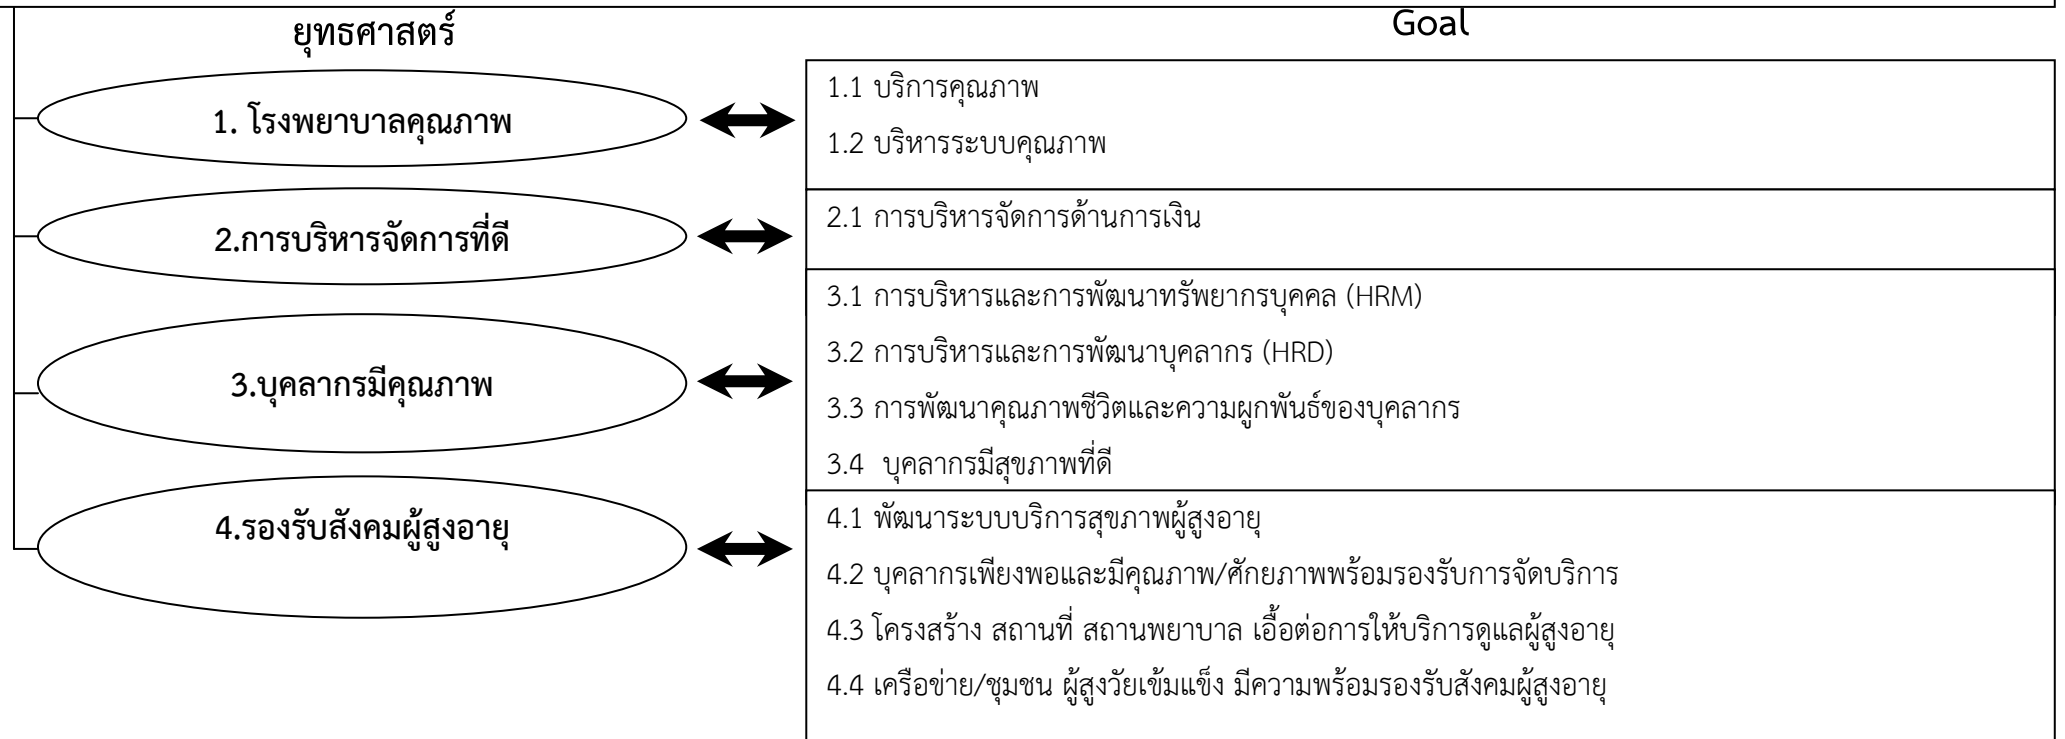 ยุทธศาสตร์
Goal
1. โรงพยาบาลคุณภาพ
1.1 บริการคุณภาพ
1.2 บริหารระบบคุณภาพ
2.การบริหารจัดการที่ดี
2.1 การบริหารจัดการด้านการเงิน
3.บุคลากรมีคุณภาพ
3.1 การบริหารและการพัฒนาทรัพยากรบุคคล (HRM)
3.2 การบริหารและการพัฒนาบุคลากร (HRD)
3.3 การพัฒนาคุณภาพชีวิตและความผูกพันธ์ของบุคลากร
3.4 บุคลากรมีสุขภาพที่ดี
4.รองรับสังคมผู้สูงอายุ
4.1 พัฒนาระบบบริการสุขภาพผู้สูงอายุ
4.2 บุคลากรเพียงพอและมีคุณภาพ/ศักยภาพพร้อมรองรับการจัดบริการ
4.3 โครงสร้าง สถานที่ สถานพยาบาล เอื้อต่อการให้บริการดูแลผู้สูงอายุ
4.4 เครือข่าย/ชุมชน ผู้สูงวัยเข้มแข็ง มีความพร้อมรองรับสังคมผู้สูงอายุ